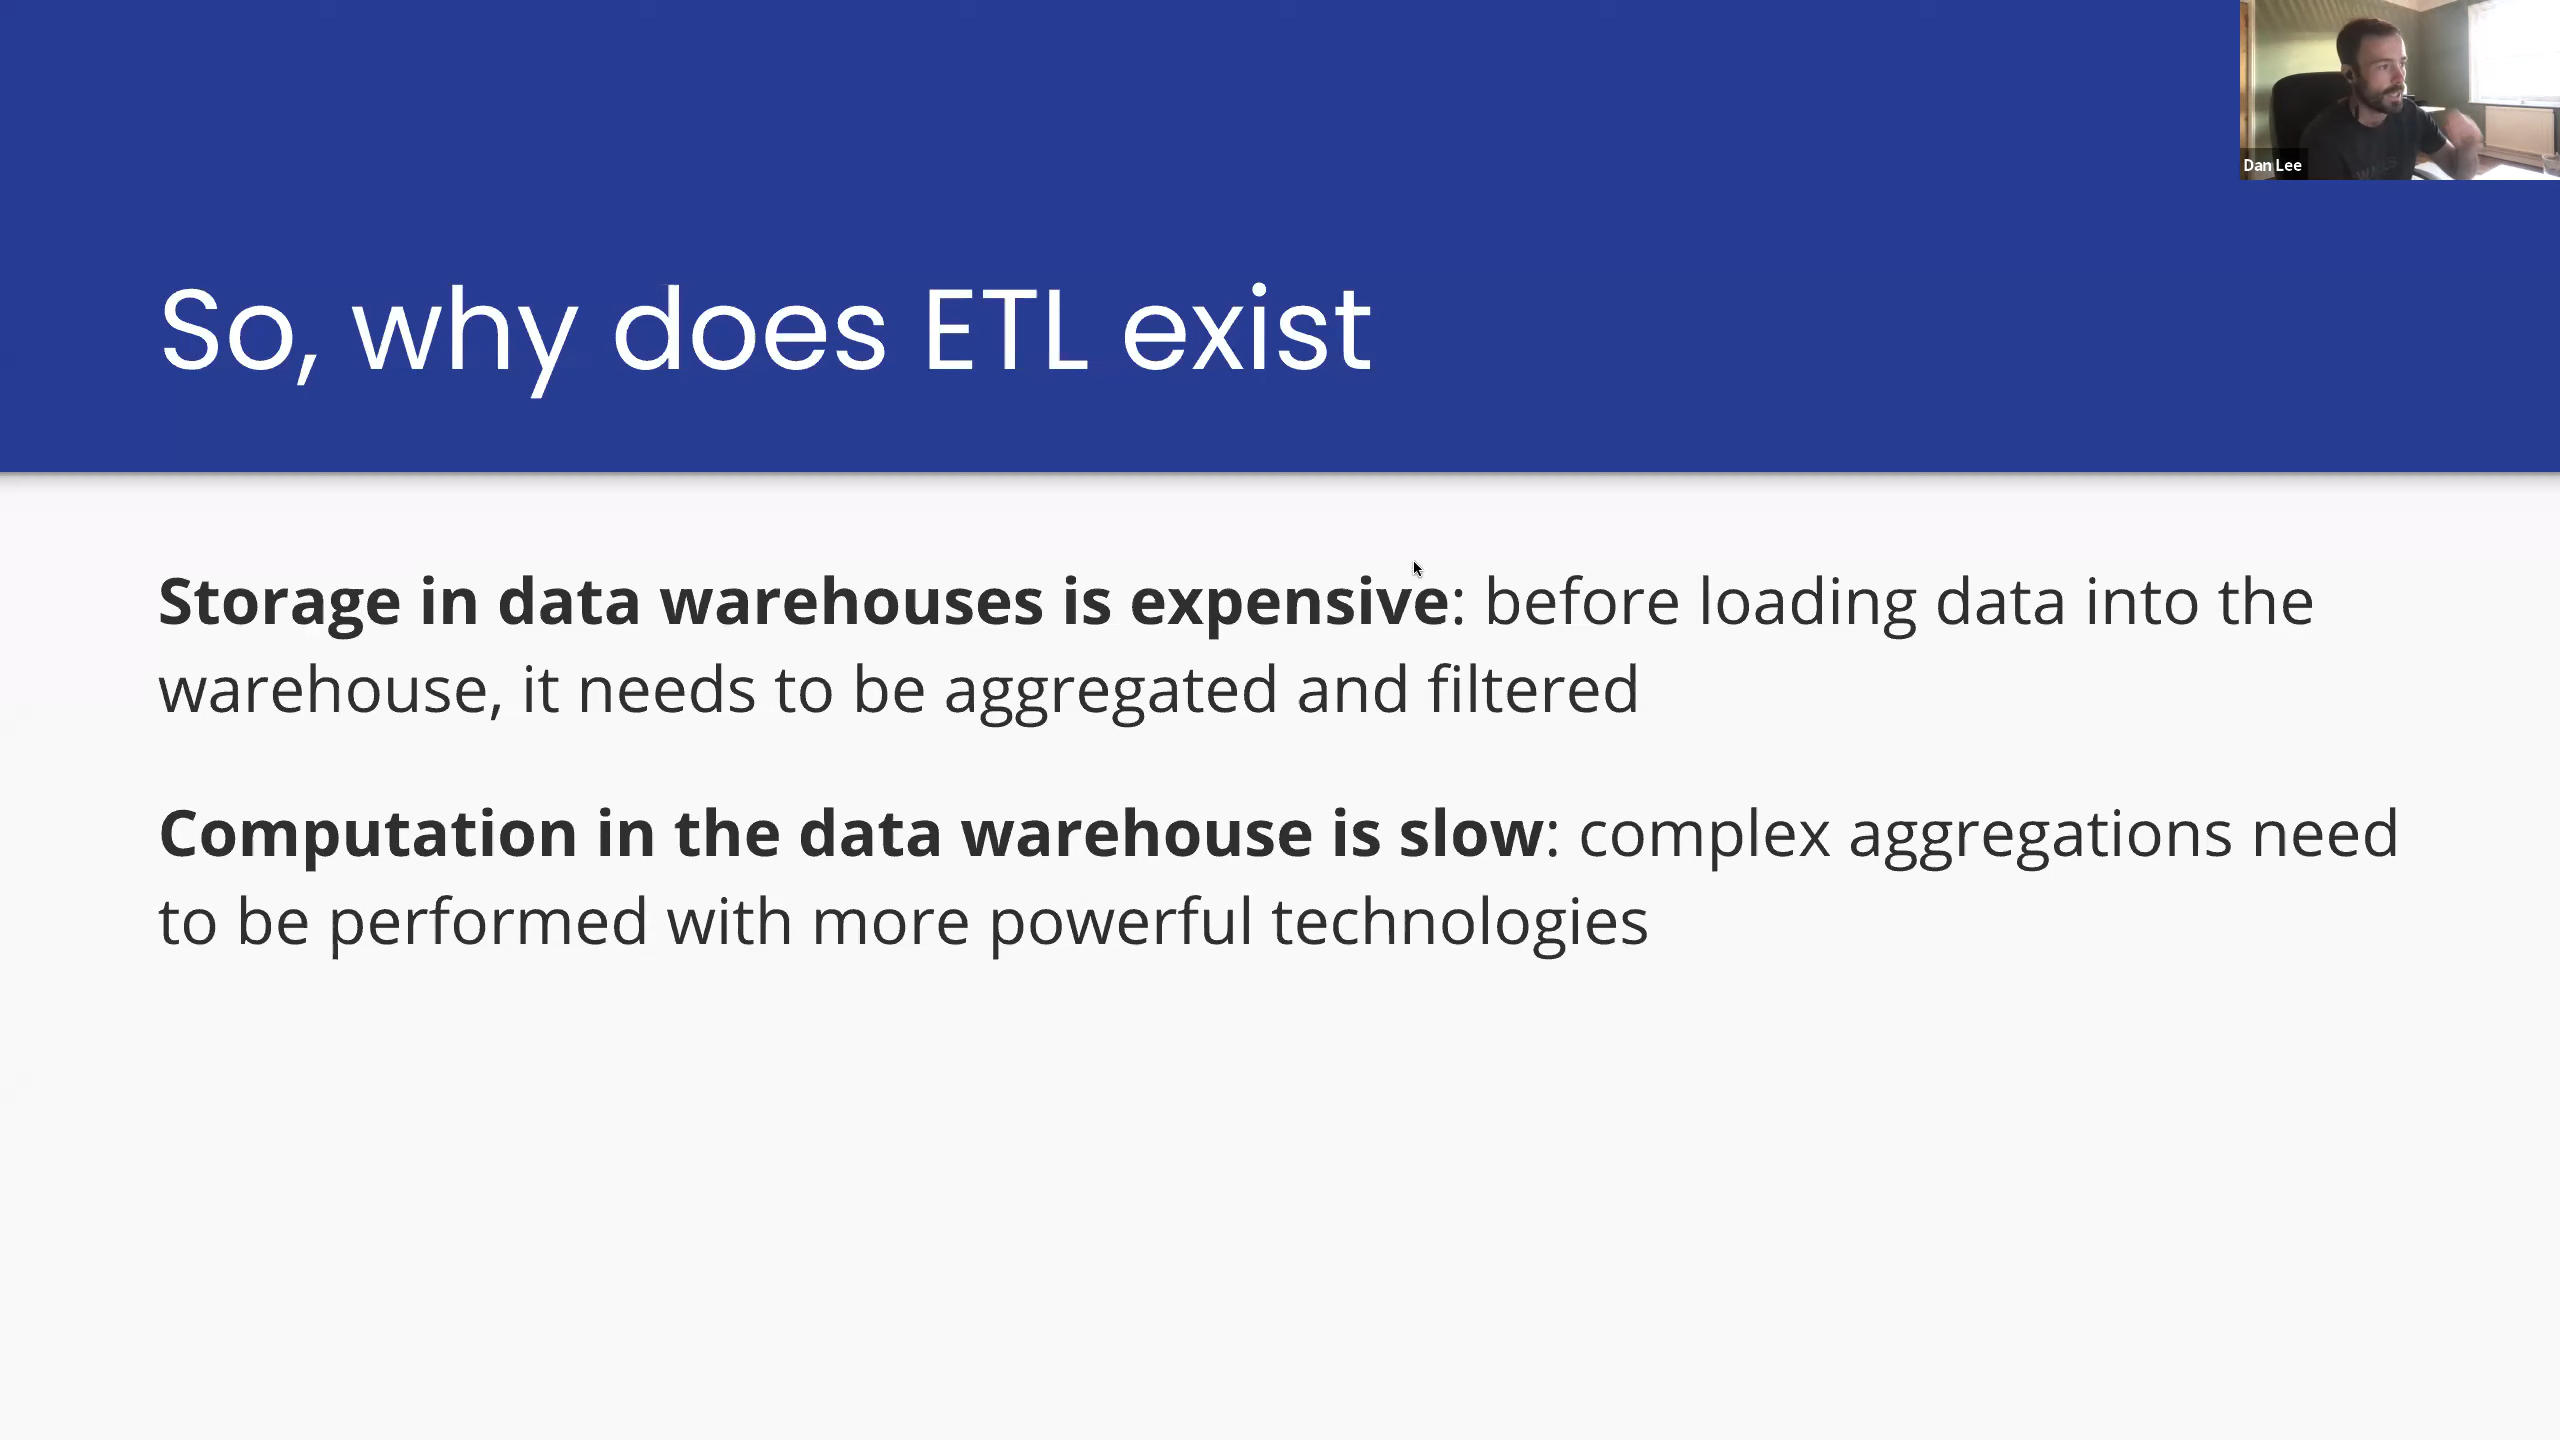 Dan Lee
So, why does ETL exist
Storage in data warehouses is expensive: before loading data into the
warehouse, it needs to be aggregated and filtered
Computation in the data warehouse is slow: complex aggregations need
to be performed with more powerful technologies